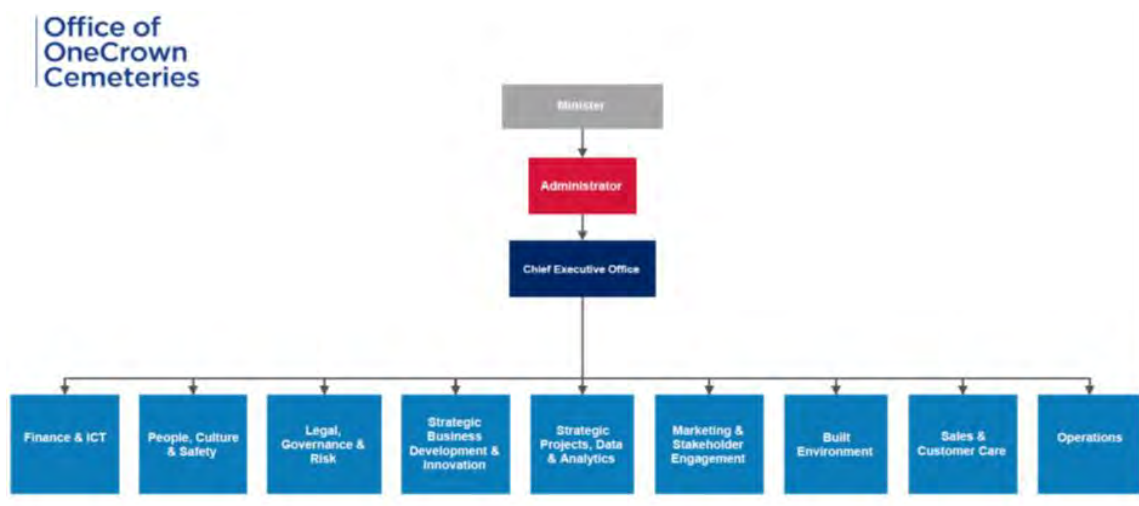 Office of
OneCrown
Cemeteries
Minister
Administrator
Chief Executive Office
Finance & ICT
People, Culture
& Safety
Legal,
Governance &
Risk
Strategic
Business
Development &
Innovation
Strategic
Projects, Data
& Analytics
Marketing &
Stakeholder
Engagement
Built
Environment
Sales &
Customer Care
Operations